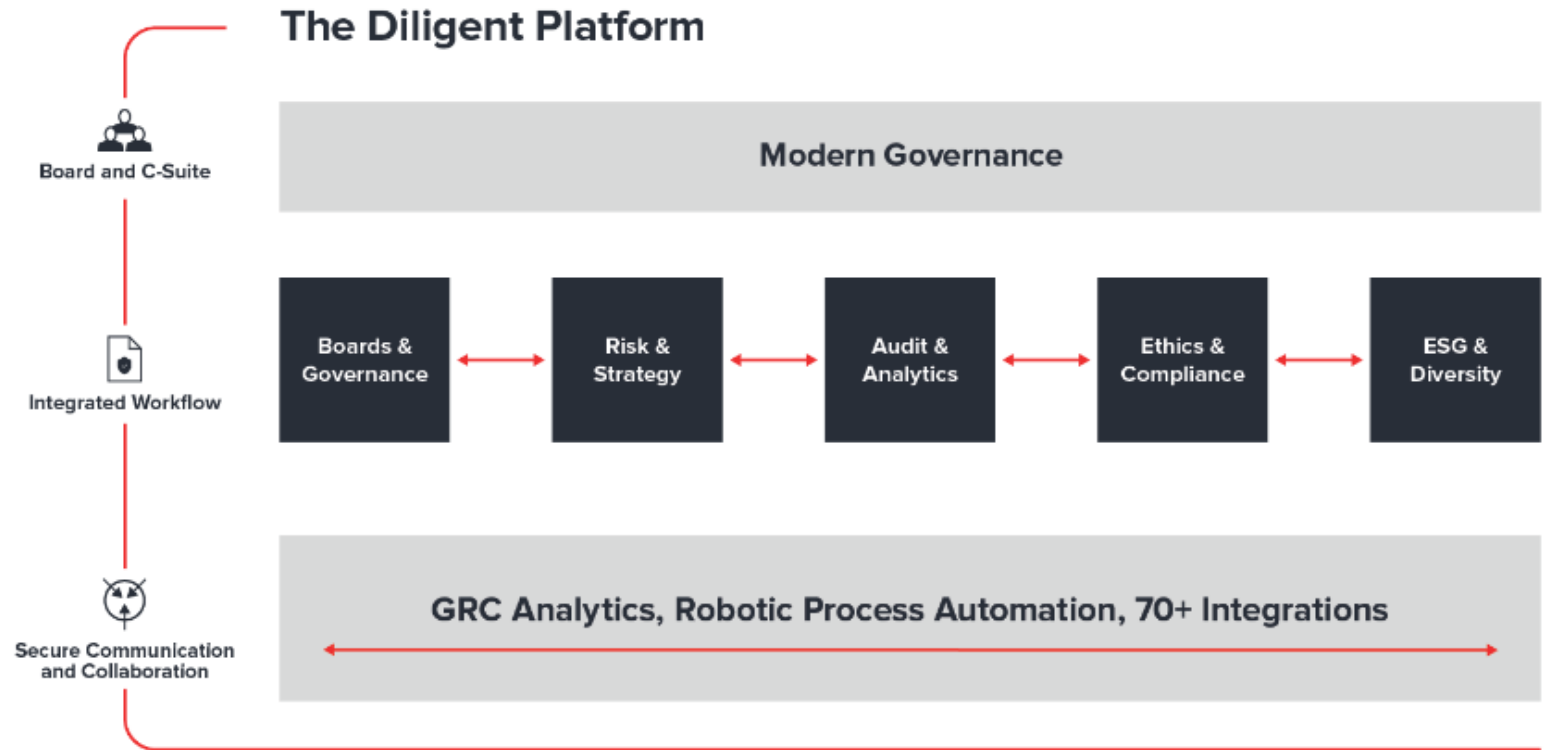 The Diligent Platform
Board and C-Suite
Modern Governance
Integrated Workflow
Boards &
Governance
Risk &
Strategy
Audit &
Analytics
Ethics &
Compliance
ESG &
Diversity
Secure Communication
and Collaboration
GRC Analytics, Robotic Process Automation, 70+ Integrations